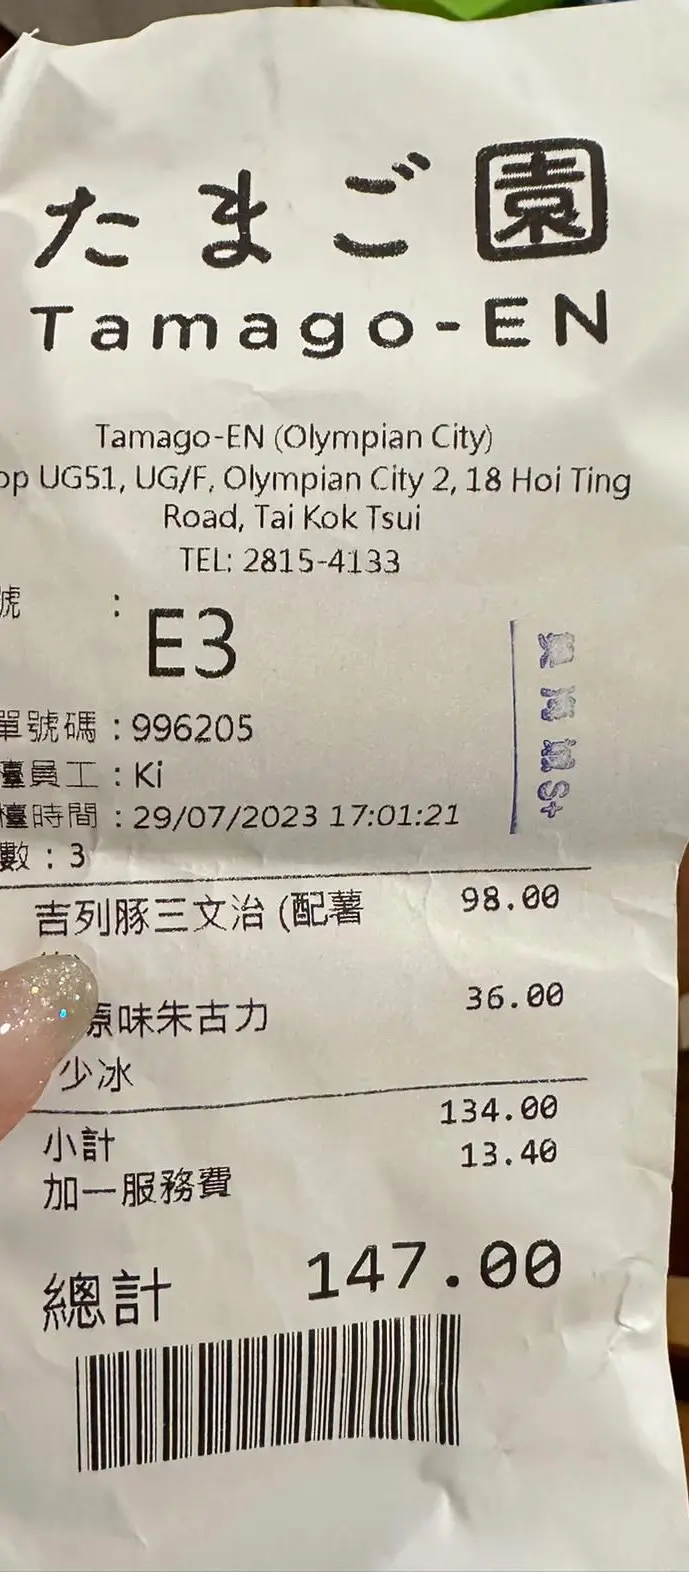 たまご園
Tamago-EN
Tamago-EN (Olympian City)
op UG51, UG/F, Olympian City 2, 18 Hoi Ting
Road, Tai Kok Tsui
TEL: 2815-4133
號 : E3
單號碼 : 996205
檯員工 : Ki
檯時間 : 29/07/2023 17:01:21
數 : 3
吉列豚三文治 (配薯 98.00
原味朱古力 36.00
少冰
134.00
小計 13.40
加一服務費
總計 147.00
S+